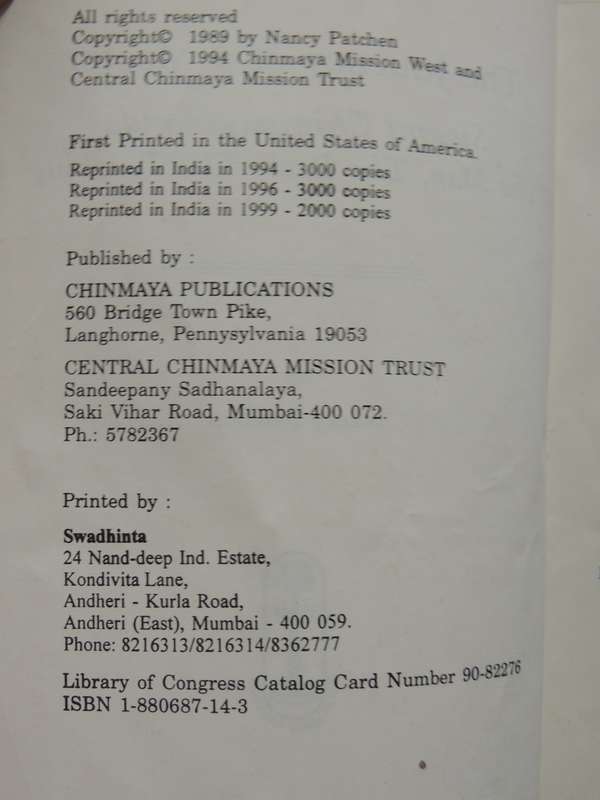 All rights reserved
Copyright© 1989 by Nancy Patchen
Copyright© 1994 Chinmaya Mission West and
Central Chinmaya Mission Trust
First Printed in the United States of America.
Reprinted in India in 1994 - 3000 copies
Reprinted in India in 1996 - 3000 copies
Reprinted in India in 1999 - 2000 copies
Published by :
CHINMAYA PUBLICATIONS
560 Bridge Town Pike,
Langhorne, Pennysylvania 19053
CENTRAL CHINMAYA MISSION TRUST
Sandeepany Sadhanalaya,
Saki Vihar Road, Mumbai-400 072.
Ph.: 5782367
Printed by :
Swadhinta
24 Nand-deep Ind. Estate,
Kondivita Lane,
Andheri - Kurla Road,
Andheri (East), Mumbai - 400 059.
Phone: 8216313/8216314/8362777
Library of Congress Catalog Card Number 90-82276
ISBN 1-880687-14-3